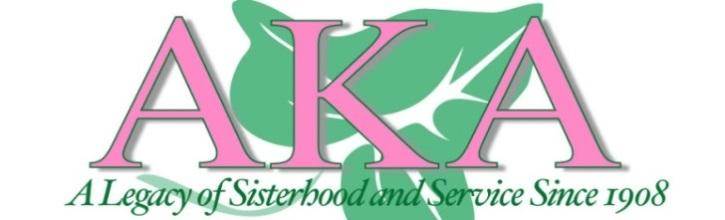 AKA
A Legacy of Sisterhood and Service Since 1908